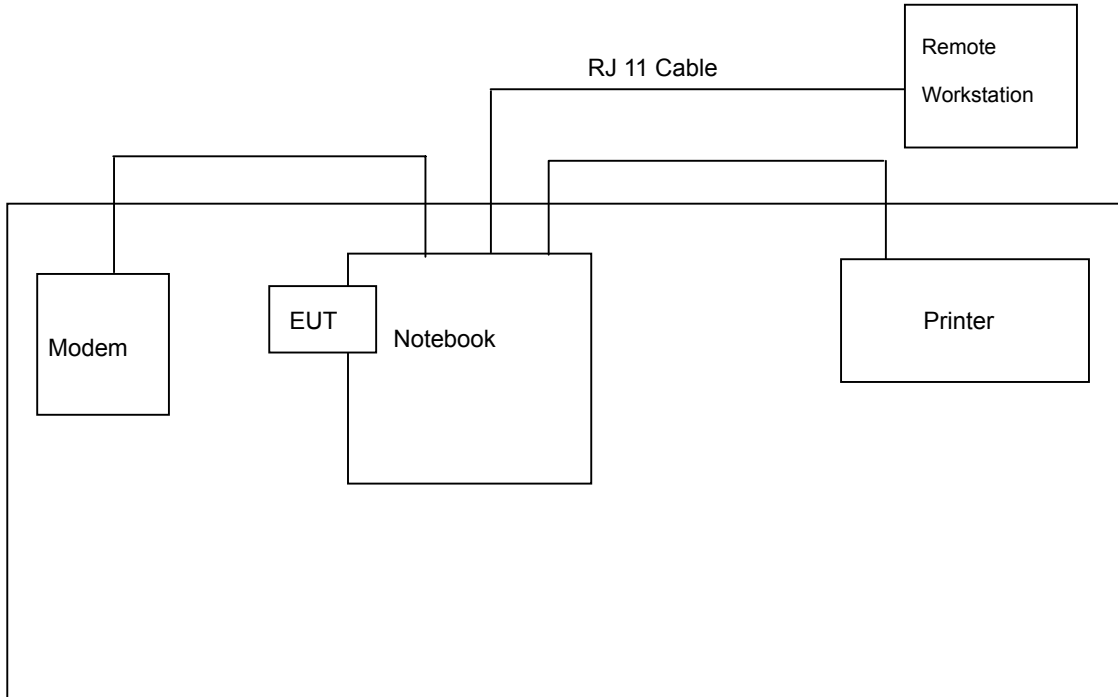 Remote
Workstation
RJ 11 Cable
Modem
EUT
Notebook
Printer